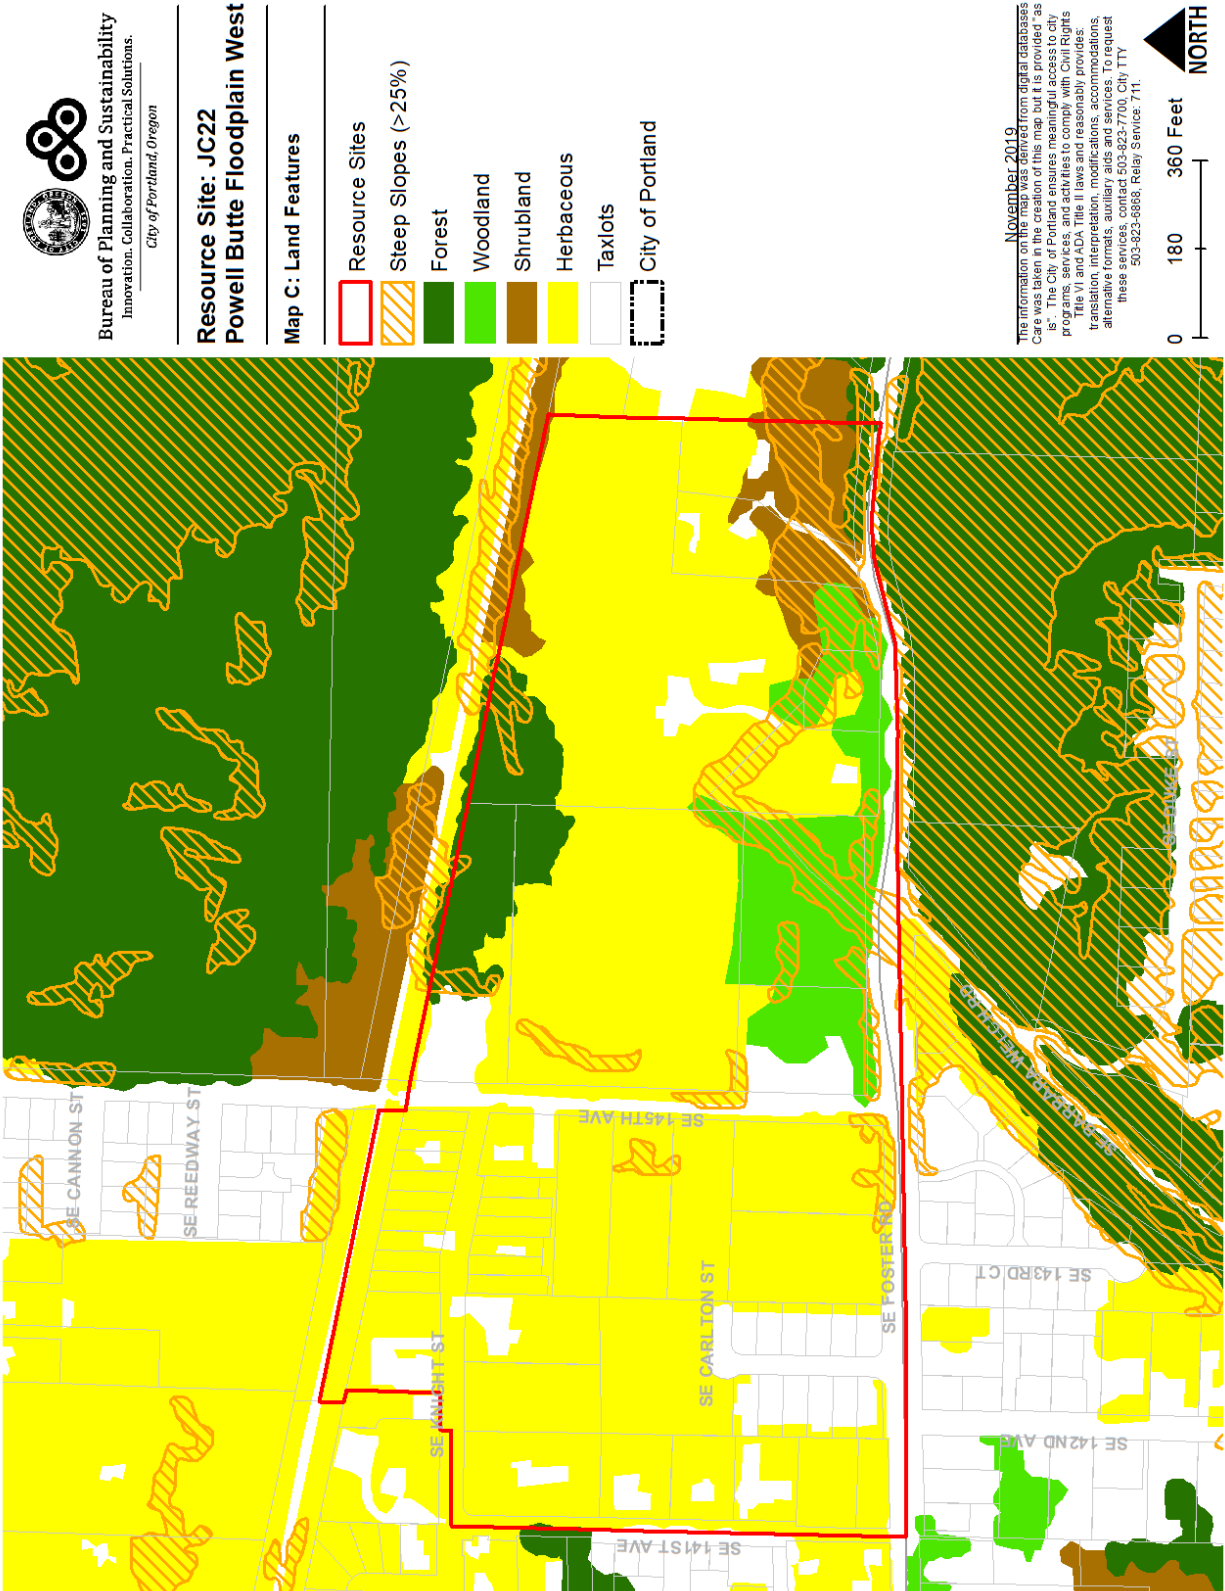 Bureau of Planning and Sustainability
Innovation. Collaboration. Practical Solutions.
City of Portland, Oregon
Resource Site: JC22
Powell Butte Floodplain West
Map C: Land Features
Resource Sites
Steep Slopes (>25%)
Forest
Woodland
Shrubland
Herbaceous
Taxlots
City of Portland
November 2019
The information on the map was derived from digital databases
Care was taken in the creation of this map but it is provided "as
is". The City of Portland ensures meaningful access to city
programs, services, and activities to comply with Civil Rights
Title VI and ADA Title II laws and reasonably provides:
translation, interpretation, modifications, accommodations,
alternative formats, auxiliary aids and services. To request
these services, contact 503-823-7700, City TTY
503-823-6868, Relay Service: 711.
0 180 360 Feet
NORTH
SE CANNON ST
SE REEDWAY ST
SE KNIGHT ST
SE 145TH AVE
SE CARLTON ST
SE FOSTER RD
SE 141ST AVE
SE 142ND AVE
SE 143RD CT
SE BARBARA WELCH RD